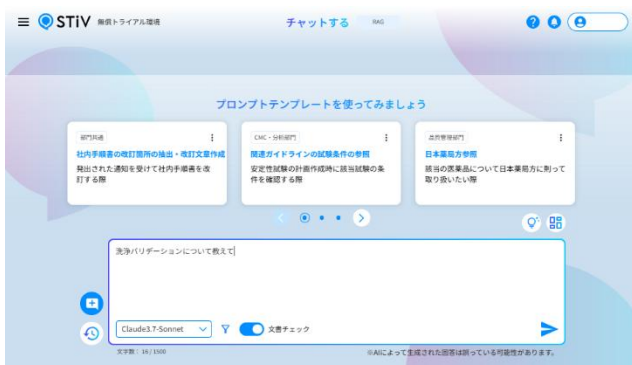 STiV 無償トライアル環境
チャットする
RAG
プロンプトテンプレートを使ってみましょう
部門共通
社内手順書の改訂箇所の抽出・改訂文章作成
発出された通知を受けて社内手順書を改
訂する際
CMC・分析部門
関連ガイドラインの試験条件の参照
安定性試験の計画作成時に該当試験の条
件を確認する際
品質管理部門
日本薬局方参照
該当の医薬品について日本薬局方に則って
取り扱いたい際
洗浄バリデーションについて教えて
Claude3.7-Sonnet
文書チェック
文字数： 16 / 1500
※AIによって生成された回答は誤っている可能性があります。